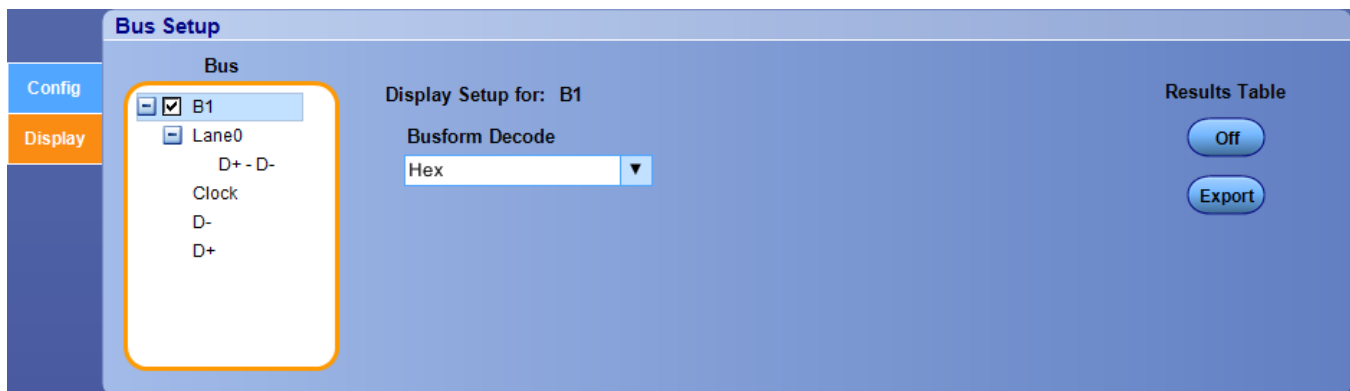 Bus Setup
Config
Display
Bus
B1
Lane0
D+ - D-
Clock
D-
D+
Display Setup for: B1
Busform Decode
Hex
Results Table
Off
Export